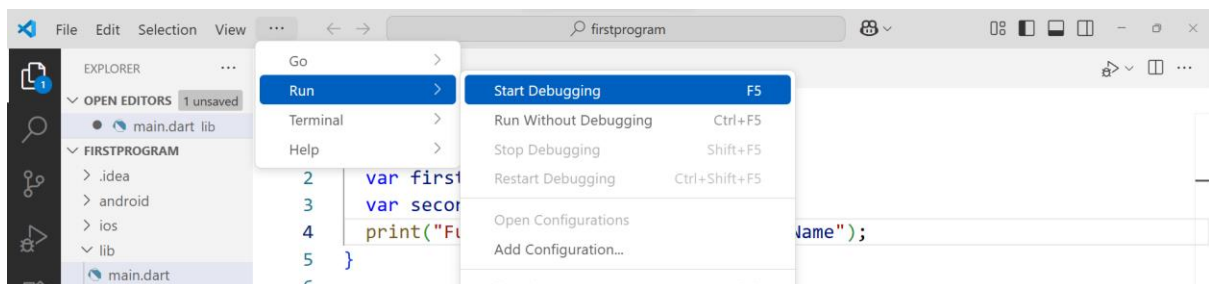 File Edit Selection View ··· firstprogram
EXPLORER ···
Go
OPEN EDITORS 1 unsaved
Run
Start Debugging F5
main.dart lib
Terminal
Run Without Debugging Ctrl+F5
FIRSTPROGRAM
Help
Stop Debugging Shift+F5
.idea
2 var first
Restart Debugging Ctrl+Shift+F5
android
3 var secon
ios
Open Configurations
4 print("Fu Name");
lib
Add Configuration...
5 }
main.dart
1